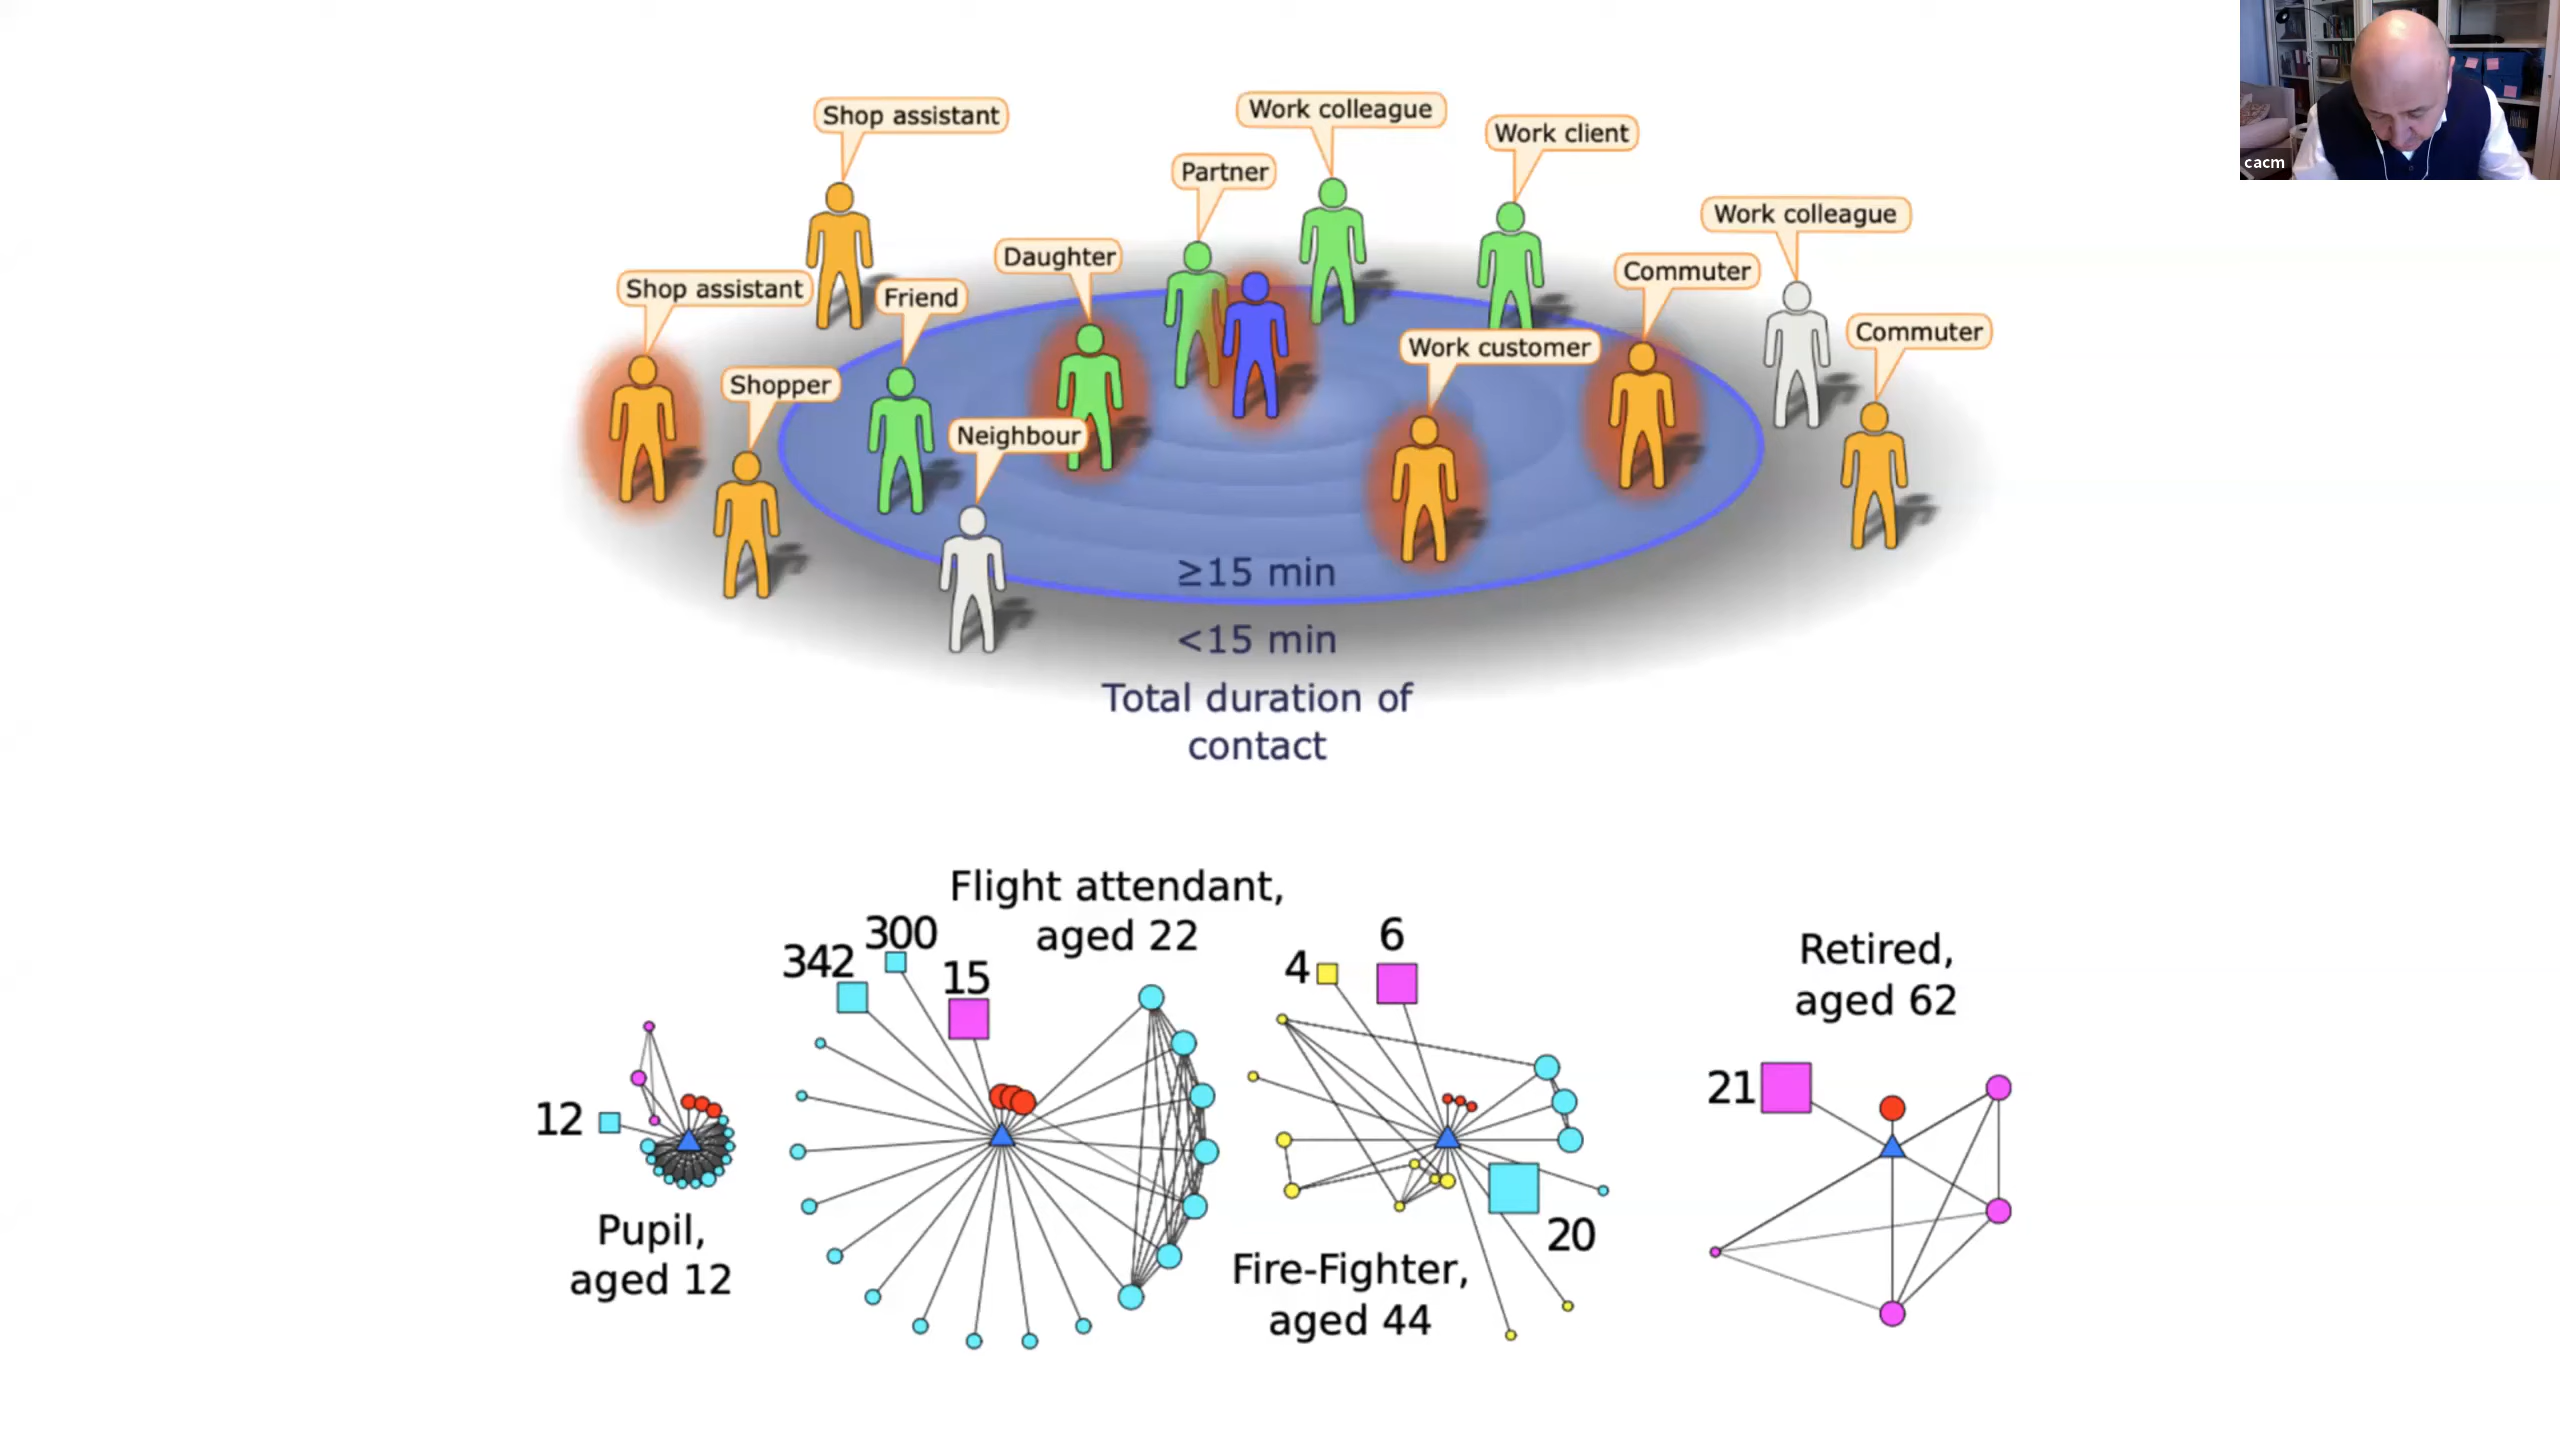 Shop assistant
Work colleague
Work client
Partner
Work colleague
Daughter
Commuter
Shop assistant
Friend
Commuter
Work customer
Shopper
Neighbour
≥15 min
<15 min
Total duration of
contact
cacm
Flight attendant,
aged 22
342
300
15
4
6
Retired,
aged 62
21
12
Pupil,
aged 12
20
Fire-Fighter,
aged 44